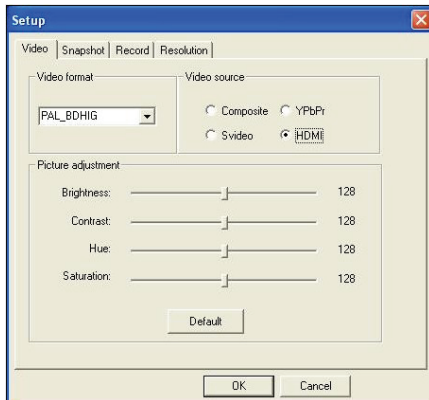 Setup
Video Snapshot Record Resolution
Video format
Video source
PAL_BDHIG
Composite YPbPr
Svideo HDMI
Picture adjustment
Brightness: 128
Contrast: 128
Hue: 128
Saturation: 128
Default
OK Cancel